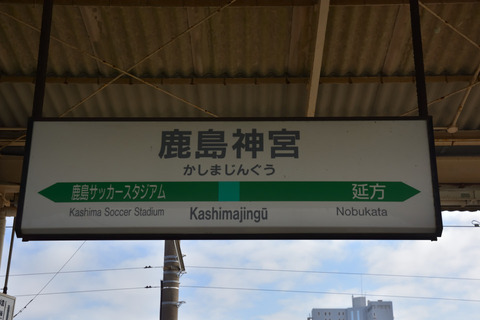 鹿島神宮
かしまじんぐう
鹿島サッカースタジアム 延方
Kashima Soccer Stadium Kashimajingū Nobukata